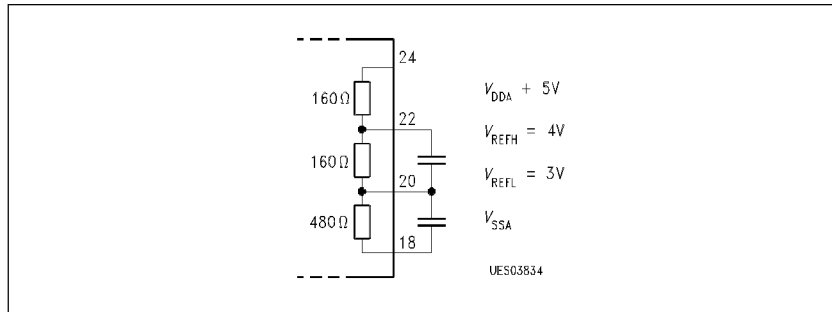 24
160Ω
V_DDA + 5V
22
V_REFH = 4V
160Ω
V_REFL = 3V
20
480Ω
V_SSA
18
UES03834